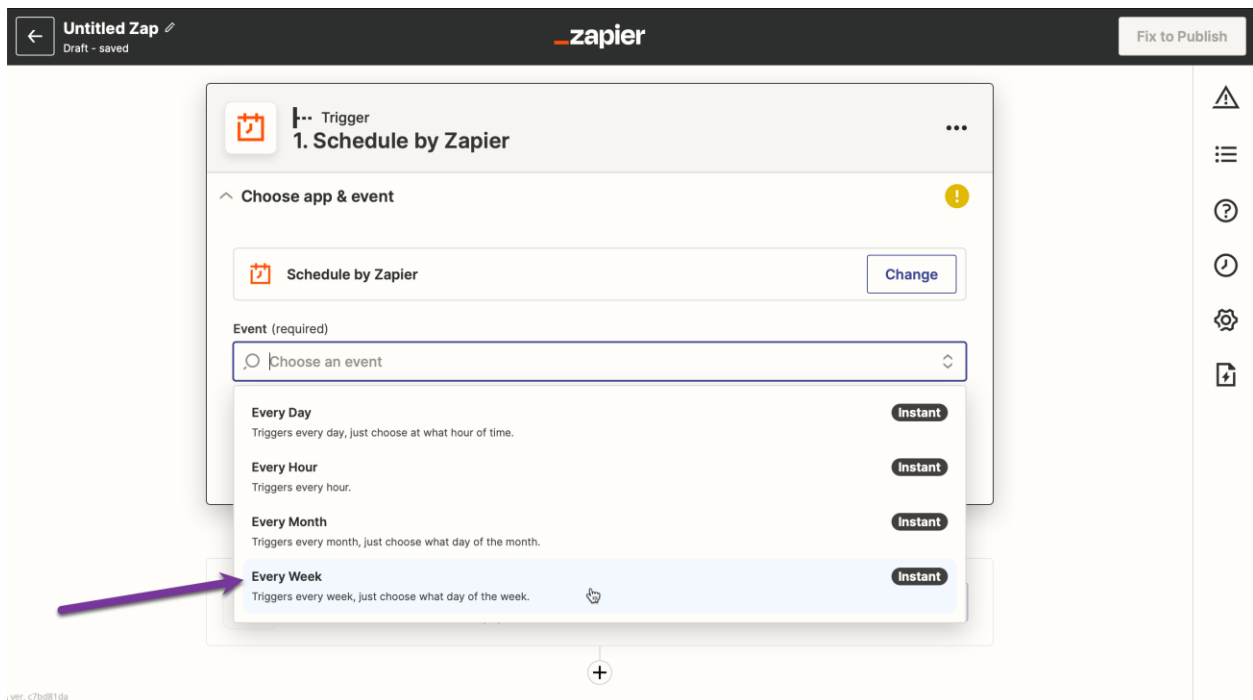 Untitled Zap
Draft - saved
_zapier
Fix to Publish
Trigger
1. Schedule by Zapier
Choose app & event
Schedule by Zapier
Change
Event (required)
Choose an event
Every Day
Instant
Triggers every day, just choose at what hour of time.
Every Hour
Instant
Triggers every hour.
Every Month
Instant
Triggers every month, just choose what day of the month.
Every Week
Instant
Triggers every week, just choose what day of the week.
ver. c7bd81da